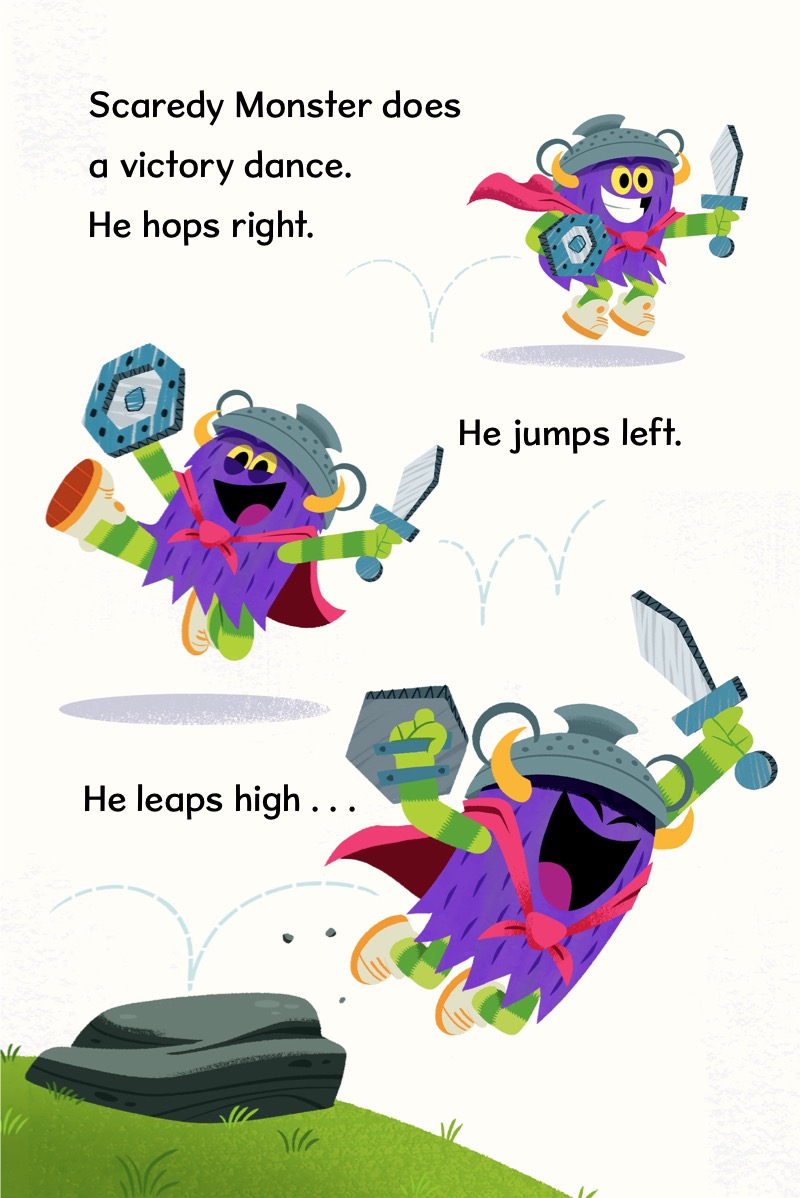 Scaredy Monster does
a victory dance.
He hops right.
He jumps left.
He leaps high . . .